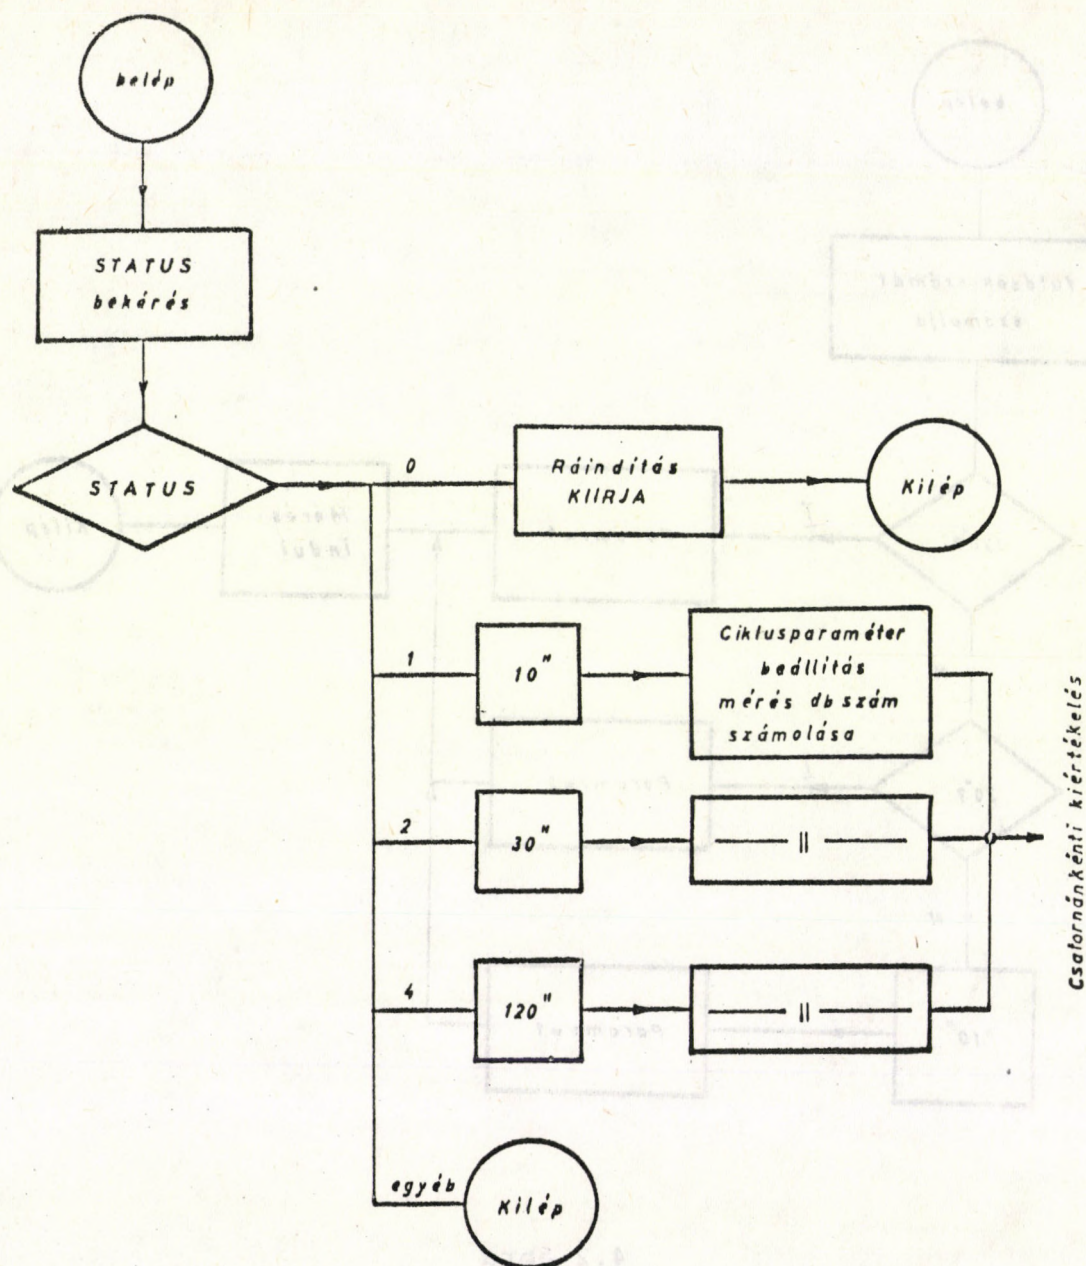 belép
STATUS
bekárés
STATUS
0
Ráindítás
KIIRJA
Kilép
1
10"
Ciklusparaméter
beállítás
mérés db szám
számolása
2
30"
— || —
4
120"
— || —
egyéb
Kilép
Csatornánkénti kiértékelés